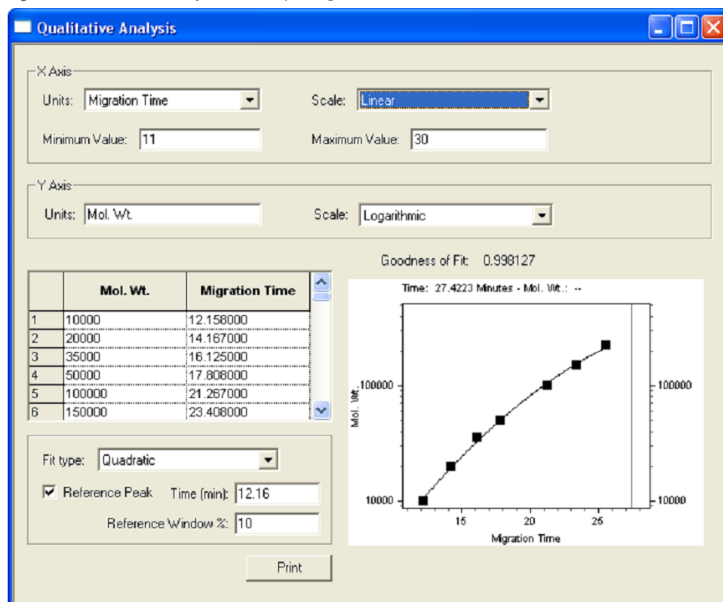 Qualitative Analysis
X Axis
Units: Migration Time Scale: Linear
Minimum Value: 11 Maximum Value: 30
Y Axis
Units: Mol. Wt. Scale: Logarithmic
Goodness of Fit: 0.998127
Mol. Wt. Migration Time
1 10000 12.158000
2 20000 14.167000
3 35000 16.125000
4 50000 17.808000
5 100000 21.267000
6 150000 23.408000
Time: 27.4223 Minutes - Mol. Wt.: --
Mol. Wt.
100000 100000
10000 10000
15 20 25
Migration Time
Fit type: Quadratic
Reference Peak Time (min): 12.16
Reference Window %: 10
Print